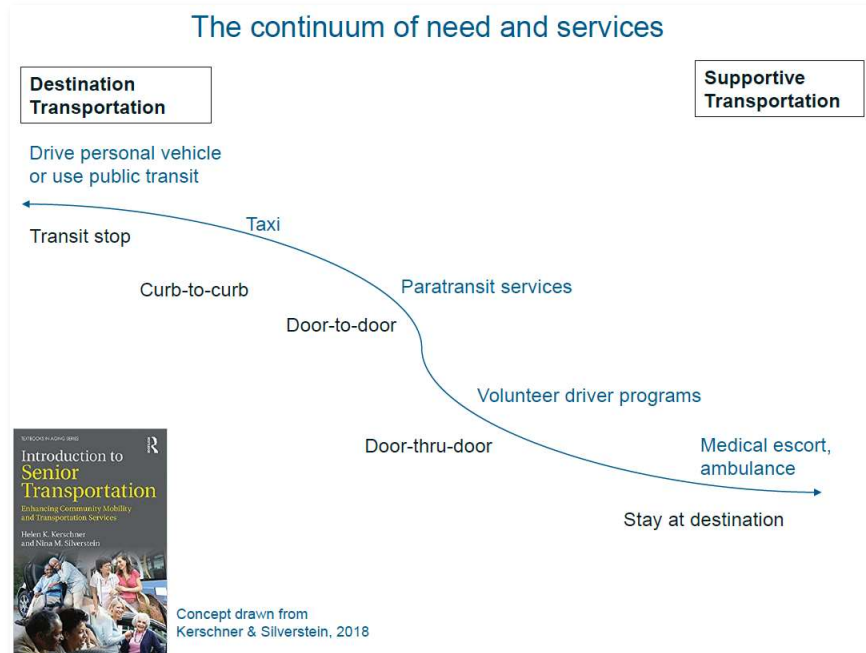 The continuum of need and services
Destination
Transportation
Supportive
Transportation
Drive personal vehicle
or use public transit
Transit stop
Taxi
Curb-to-curb
Paratransit services
Door-to-door
Volunteer driver programs
Door-thru-door
Medical escort,
ambulance
Stay at destination
TEXTBOOKS IN AGING SERIES
R
Introduction to
Senior
Transportation
Enhancing Community Mobility
and Transportation Services
Helen K. Kerschner
and Nina M. Silverstein
Concept drawn from
Kerschner & Silverstein, 2018